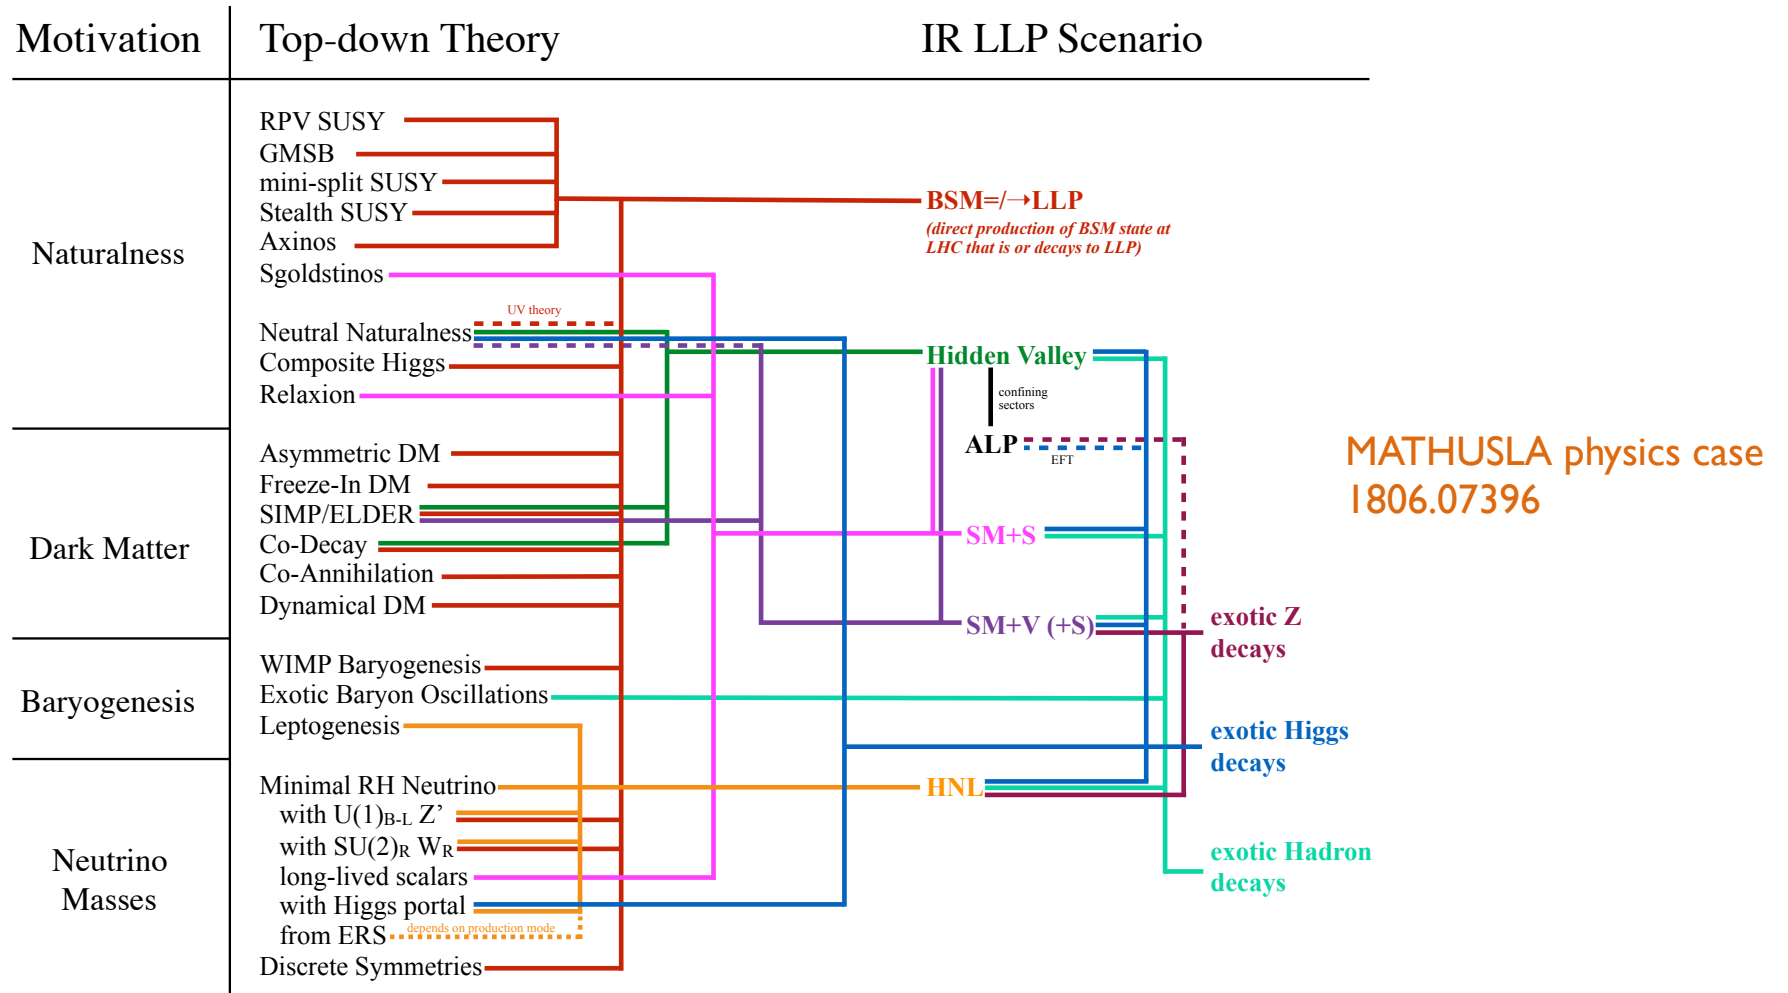 Motivation
Top-down Theory
IR LLP Scenario
Naturalness
RPV SUSY
GMSB
mini-split SUSY
Stealth SUSY
Axinos
Sgoldstinos
UV theory
Neutral Naturalness
Composite Higgs
Relaxion
Dark Matter
Asymmetric DM
Freeze-In DM
SIMP/ELDER
Co-Decay
Co-Annihilation
Dynamical DM
Baryogenesis
WIMP Baryogenesis
Exotic Baryon Oscillations
Leptogenesis
Neutrino
Masses
Minimal RH Neutrino
with U(1)B-L Z’
with SU(2)R WR
long-lived scalars
with Higgs portal
from ERS
depends on production mode
Discrete Symmetries
BSM=/→LLP
(direct production of BSM state at
LHC that is or decays to LLP)
Hidden Valley
confining
sectors
ALP
EFT
SM+S
SM+V (+S)
HNL
exotic Z
decays
exotic Higgs
decays
exotic Hadron
decays
MATHUSLA physics case
1806.07396